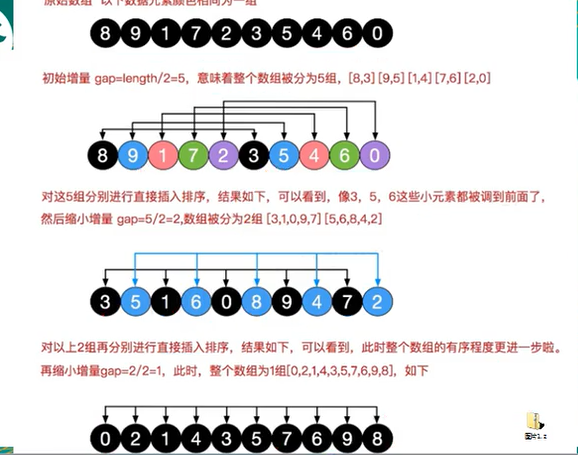 原始数组 以下数据元素颜色相同为一组
8 9 1 7 2 3 5 4 6 0
初始增量 gap=length/2=5，意味着整个数组被分为5组，[8,3] [9,5] [1,4] [7,6] [2,0]
8 9 1 7 2 3 5 4 6 0
对这5组分别进行直接插入排序，结果如下，可以看到，像3，5，6这些小元素都被调到前面了，
然后缩小增量 gap=5/2=2,数组被分为2组 [3,1,0,9,7] [5,6,8,4,2]
3 5 1 6 0 8 9 4 7 2
对以上2组再分别进行直接插入排序，结果如下，可以看到，此时整个数组的有序程度更进一步啦。
再缩小增量gap=2/2=1，此时，整个数组为1组[0,2,1,4,3,5,7,6,9,8]，如下
0 2 1 4 3 5 7 6 9 8